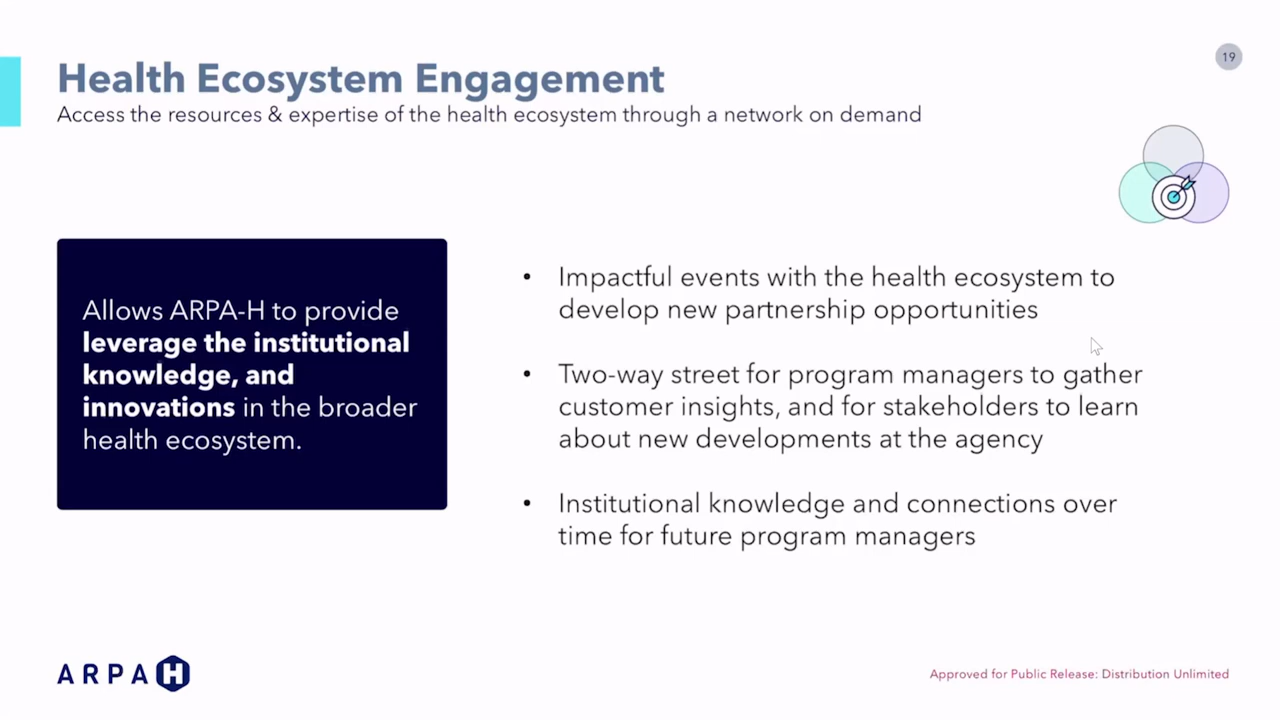 19
Health Ecosystem Engagement
Access the resources & expertise of the health ecosystem through a network on demand
Allows ARPA-H to provide
leverage the institutional
knowledge, and
innovations in the broader
health ecosystem.
• Impactful events with the health ecosystem to
develop new partnership opportunities
• Two-way street for program managers to gather
customer insights, and for stakeholders to learn
about new developments at the agency
• Institutional knowledge and connections over
time for future program managers
ARPA H
Approved for Public Release: Distribution Unlimited